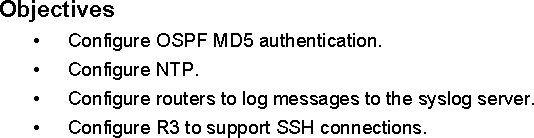 Objectives
• Configure OSPF MD5 authentication.
• Configure NTP.
• Configure routers to log messages to the syslog server.
• Configure R3 to support SSH connections.